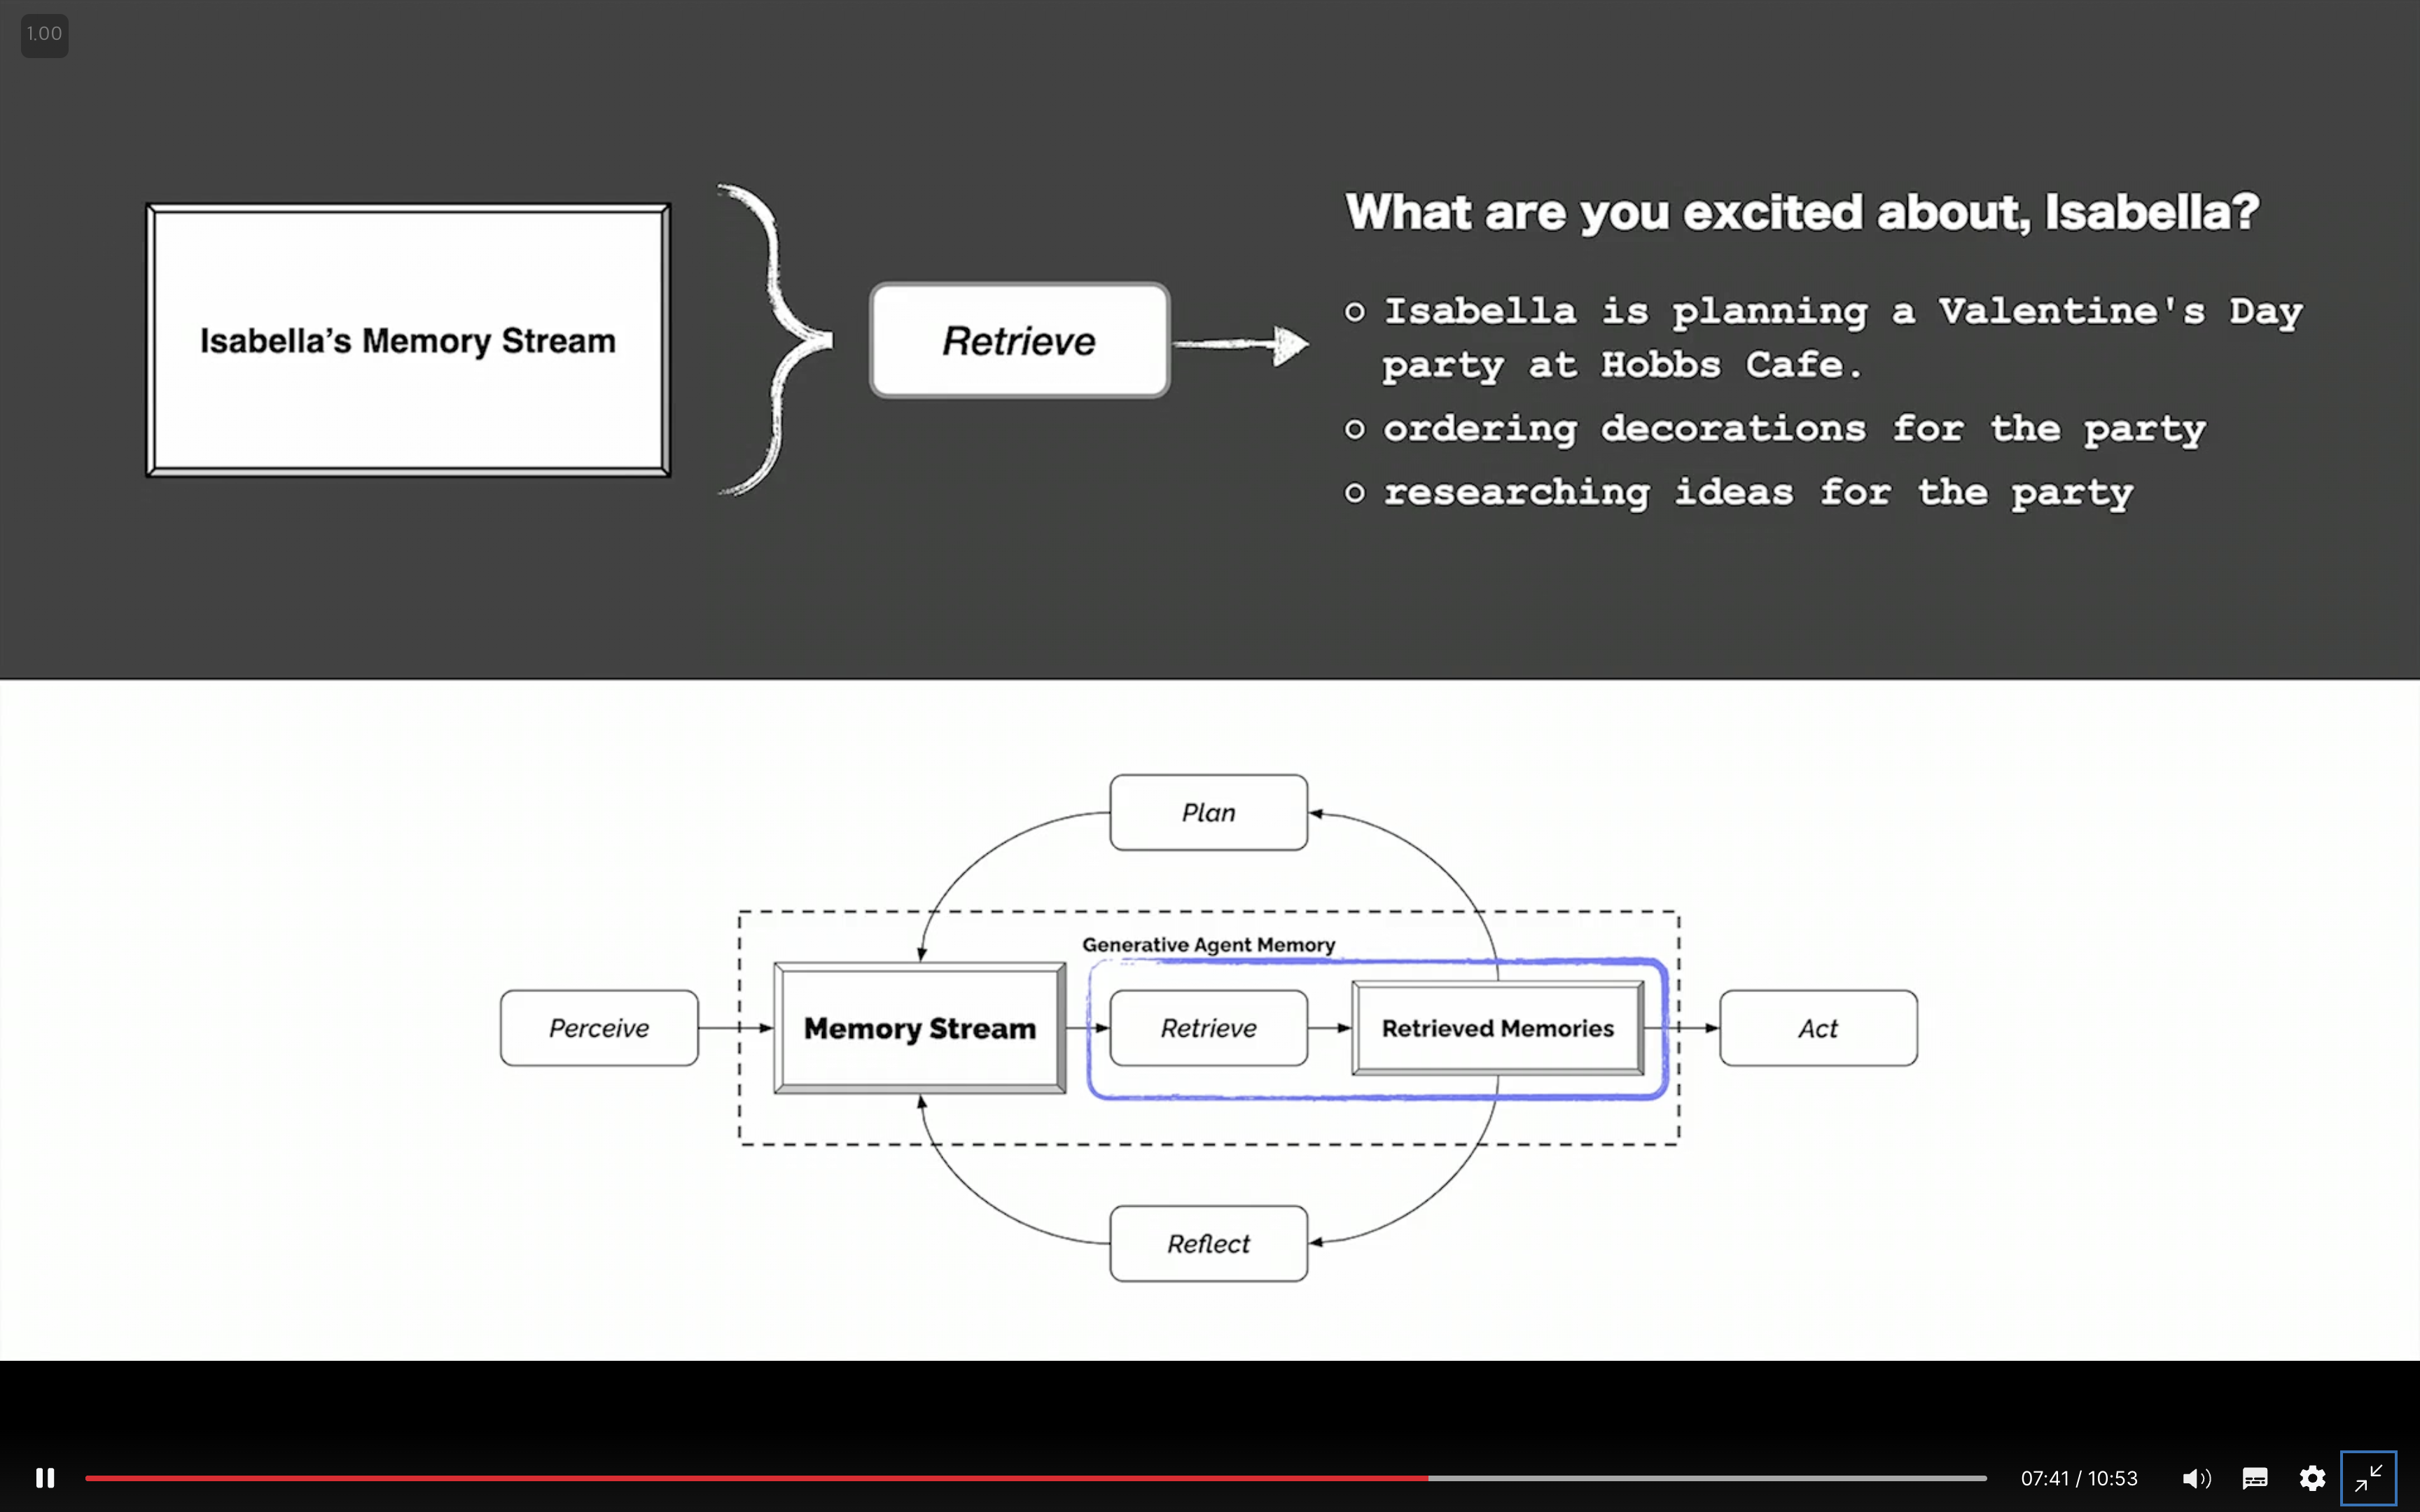 1.00
Isabella's Memory Stream
Retrieve
What are you excited about, Isabella?
Isabella is planning a Valentine's Day
party at Hobbs Cafe.
ordering decorations for the party
researching ideas for the party
Plan
Generative Agent Memory
Perceive
Memory Stream
Retrieve
Retrieved Memories
Act
Reflect
07:41 / 10:53